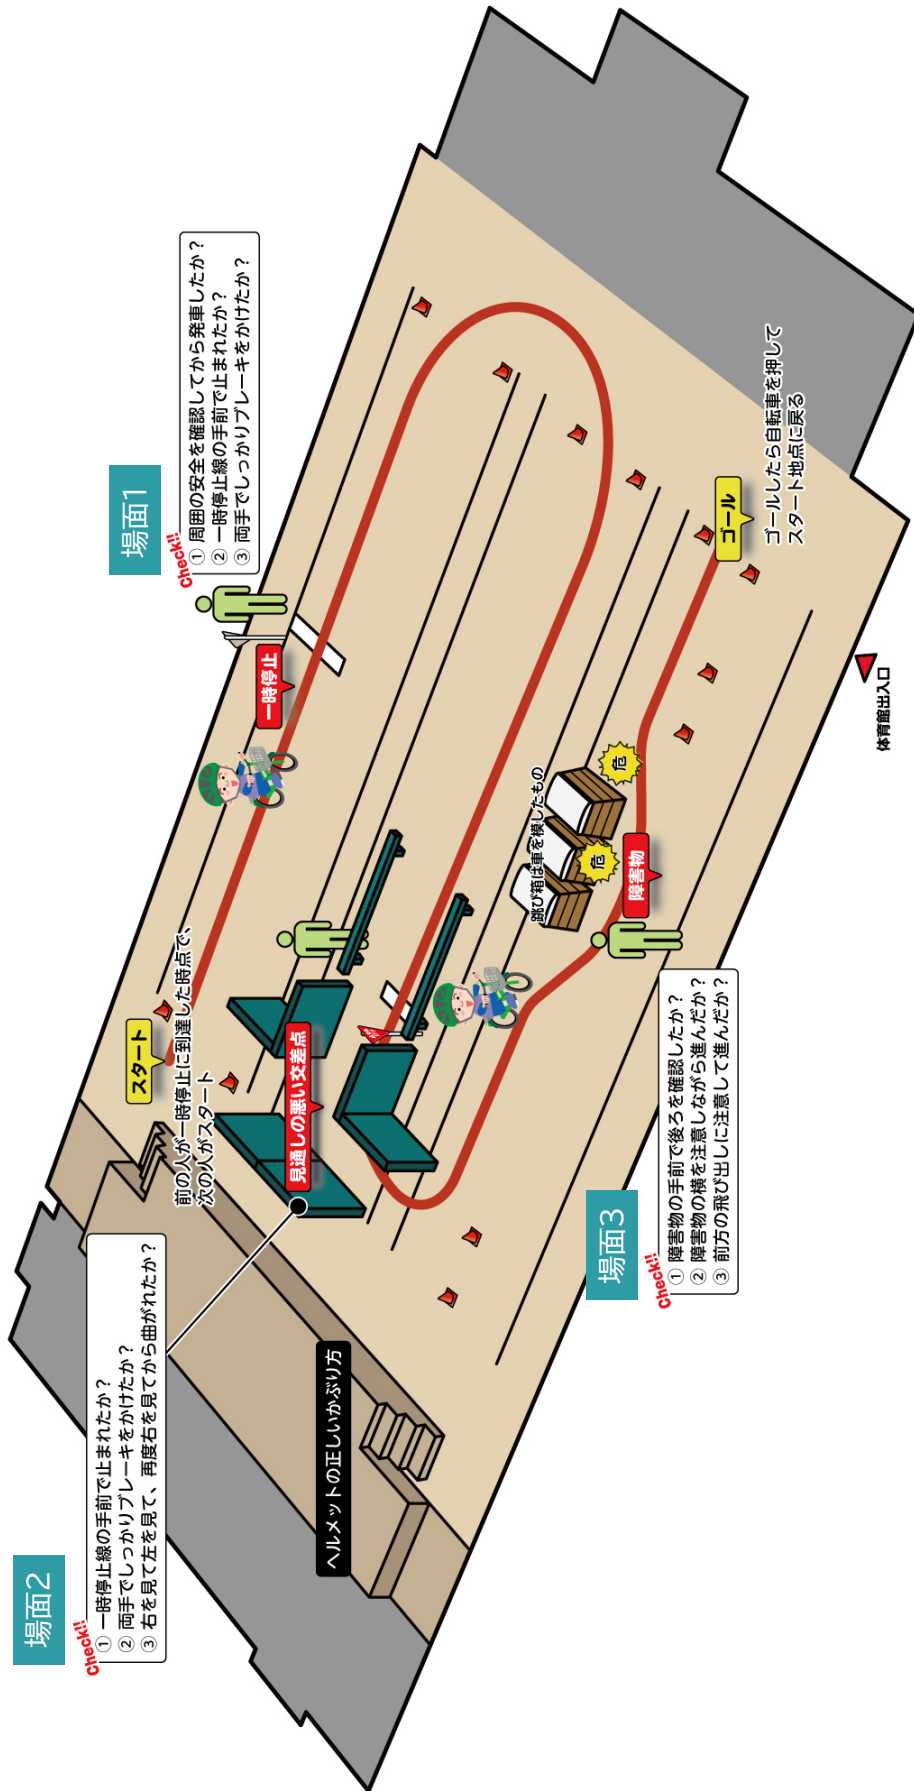 場面1
Check!!
① 周囲の安全を確認してから発車したか？
② 一時停止線の手前で止まれたか？
③ 両手でしっかりブレーキをかけたか？
一時停止
スタート
前の人が一時停止に到達した時点で、
次の人がスタート
場面2
Check!!
① 一時停止線の手前で止まれたか？
② 両手でしっかりブレーキをかけたか？
③ 右を見て左を見て、再度右を見てから曲がれたか？
見通しの悪い交差点
ヘルメットの正しいかぶり方
跳び箱は車を模したもの
危
危
障害物
場面3
Check!!
① 障害物の手前で後ろを確認したか？
② 障害物の横を注意しながら進んだか？
③ 前方の飛び出しに注意して進んだか？
ゴール
ゴールしたら自転車を押して
スタート地点に戻る
体育館出入口